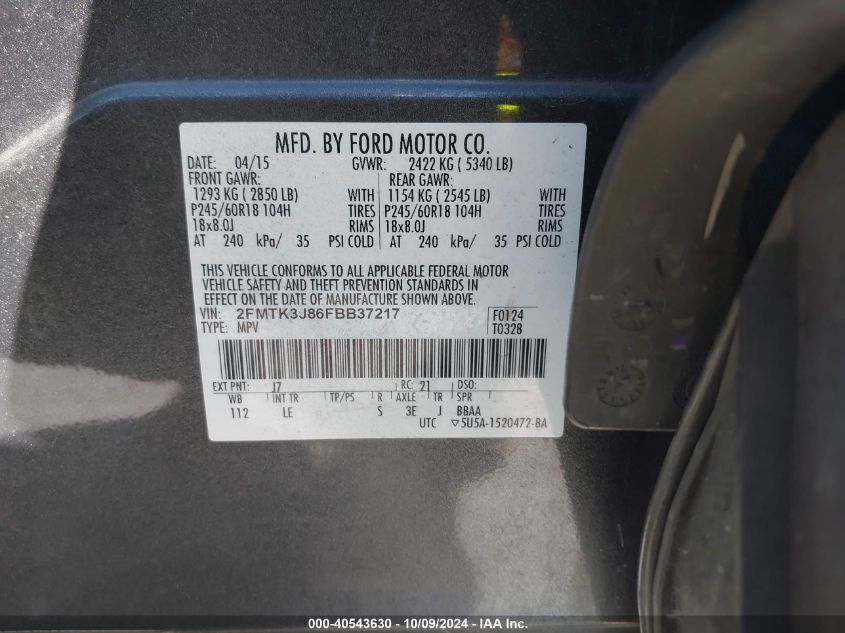 MFD. BY FORD MOTOR CO.
DATE: 04/15 GVWR: 2422 KG ( 5340 LB)
FRONT GAWR: REAR GAWR:
1293 KG ( 2850 LB) WITH 1154 KG ( 2545 LB) WITH
P245/60R18 104H TIRES P245/60R18 104H TIRES
18x8.0J RIMS 18x8.0J RIMS
AT 240 kPa/ 35 PSI COLD AT 240 kPa/ 35 PSI COLD
THIS VEHICLE CONFORMS TO ALL APPLICABLE FEDERAL MOTOR
VEHICLE SAFETY AND THEFT PREVENTION STANDARDS IN
EFFECT ON THE DATE OF MANUFACTURE SHOWN ABOVE.
VIN: 2FMTK3J86FBB37217 F0124
TYPE: MPV T0328
EXT PNT: J7 RC: 21 DSO:
WB INT TR TP/PS R AXLE TR SPR
112 LE S 3E J BBAA
UTC ▽5U5A-1520472-BA
000-40543630 - 10/09/2024 - IAA Inc.